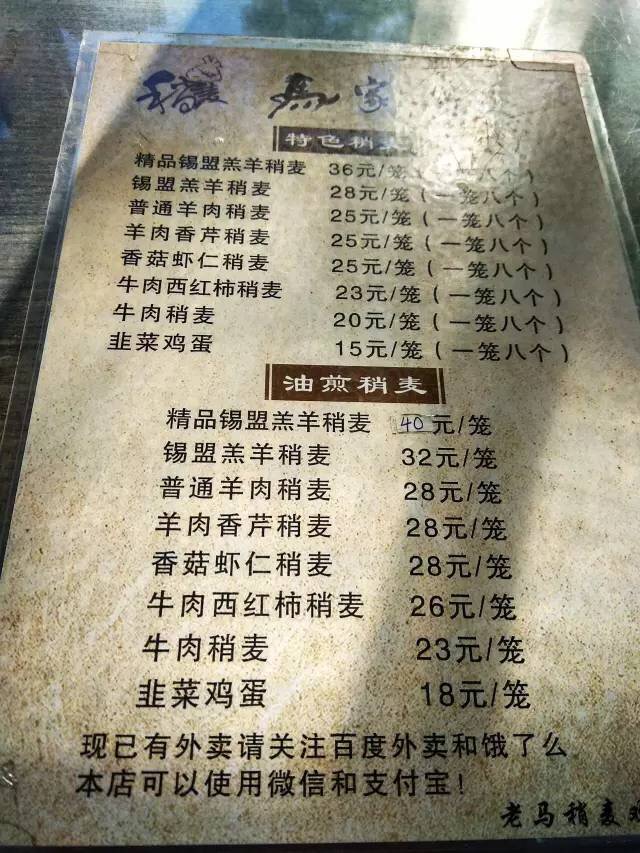 馬家
特色稍麦
精品锡盟羔羊稍麦 36元/笼(一笼八个)
锡盟羔羊稍麦 28元/笼(一笼八个)
普通羊肉稍麦 25元/笼(一笼八个)
羊肉香芹稍麦 25元/笼(一笼八个)
香菇虾仁稍麦 25元/笼(一笼八个)
牛肉西红柿稍麦 23元/笼(一笼八个)
牛肉稍麦 20元/笼(一笼八个)
韭菜鸡蛋 15元/笼(一笼八个)
油煎稍麦
精品锡盟羔羊稍麦 40元/笼
锡盟羔羊稍麦 32元/笼
普通羊肉稍麦 28元/笼
羊肉香芹稍麦 28元/笼
香菇虾仁稍麦 28元/笼
牛肉西红柿稍麦 26元/笼
牛肉稍麦 23元/笼
韭菜鸡蛋 18元/笼
现已有外卖请关注百度外卖和饿了么
本店可以使用微信和支付宝!
老马稍麦欢